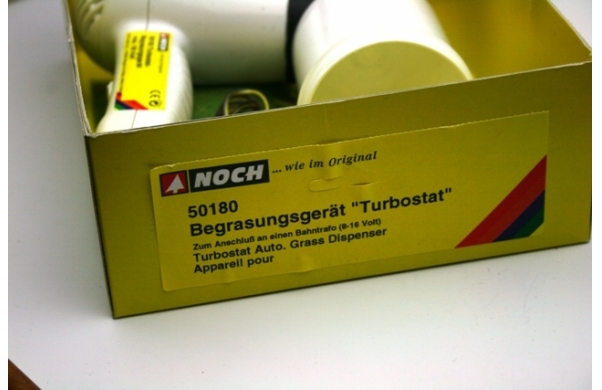 NOCH
NOCH ... wie im Original
50180
Begrasungsgerät "Turbostat"
Zum Anschluß an einen Bahntrafo (8-16 Volt)
Turbostat Auto. Grass Dispenser
Appareil pour